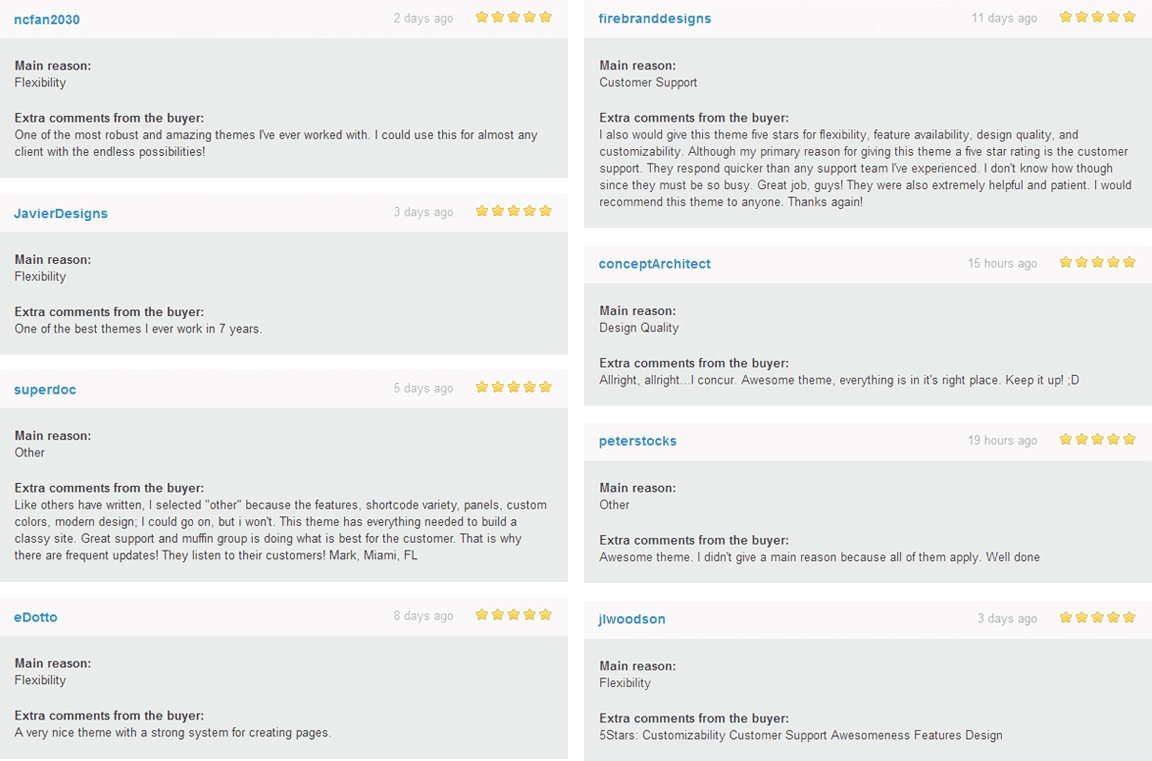 ncfan2030 2 days ago
Main reason:
Flexibility
Extra comments from the buyer:
One of the most robust and amazing themes I've ever worked with. I could use this for almost any
client with the endless possibilities!
JavierDesigns 3 days ago
Main reason:
Flexibility
Extra comments from the buyer:
One of the best themes I ever work in 7 years.
superdoc 5 days ago
Main reason:
Other
Extra comments from the buyer:
Like others have written, I selected "other" because the features, shortcode variety, panels, custom
colors, modern design; I could go on, but i won't. This theme has everything needed to build a
classy site. Great support and muffin group is doing what is best for the customer. That is why
there are frequent updates! They listen to their customers! Mark, Miami, FL
eDotto 8 days ago
Main reason:
Flexibility
Extra comments from the buyer:
A very nice theme with a strong system for creating pages.
firebranddesigns 11 days ago
Main reason:
Customer Support
Extra comments from the buyer:
I also would give this theme five stars for flexibility, feature availability, design quality, and
customizability. Although my primary reason for giving this theme a five star rating is the customer
support. They respond quicker than any support team I've experienced. I don't know how though
since they must be so busy. Great job, guys! They were also extremely helpful and patient. I would
recommend this theme to anyone. Thanks again!
conceptArchitect 15 hours ago
Main reason:
Design Quality
Extra comments from the buyer:
Allright, allright...I concur. Awesome theme, everything is in it's right place. Keep it up! ;D
peterstocks 19 hours ago
Main reason:
Other
Extra comments from the buyer:
Awesome theme. I didn't give a main reason because all of them apply. Well done
jlwoodson 3 days ago
Main reason:
Flexibility
Extra comments from the buyer:
5Stars: Customizability Customer Support Awesomeness Features Design